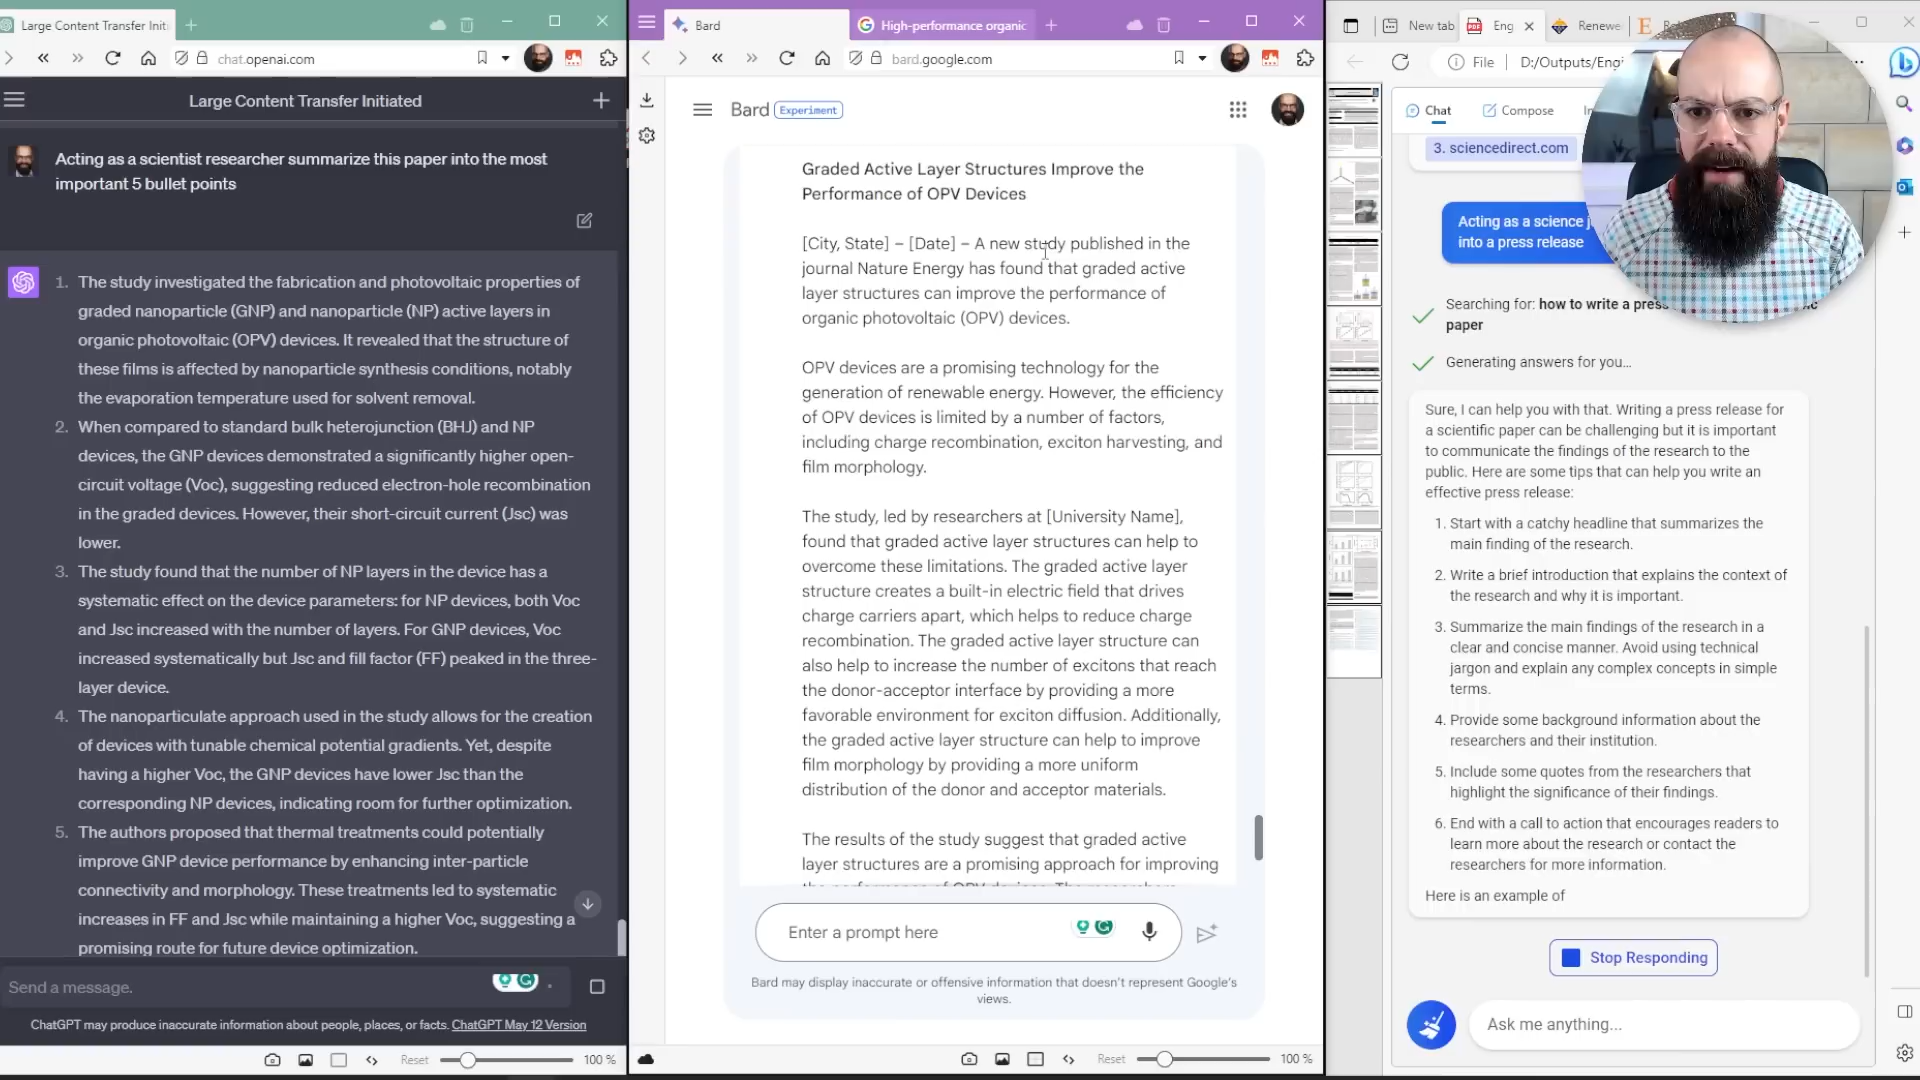 Large Content Transfer Initi
chat.openai.com
Large Content Transfer Initiated
Acting as a scientist researcher summarize this paper into the most
important 5 bullet points
1. The study investigated the fabrication and photovoltaic properties of
graded nanoparticle (GNP) and nanoparticle (NP) active layers in
organic photovoltaic (OPV) devices. It revealed that the structure of
these films is affected by nanoparticle synthesis conditions, notably
the evaporation temperature used for solvent removal.
2. When compared to standard bulk heterojunction (BHJ) and NP
devices, the GNP devices demonstrated a significantly higher open-
circuit voltage (Voc), suggesting reduced electron-hole recombination
in the graded devices. However, their short-circuit current (Jsc) was
lower.
3. The study found that the number of NP layers in the device has a
systematic effect on the device parameters: for NP devices, both Voc
and Jsc increased with the number of layers. For GNP devices, Voc
increased systematically but Jsc and fill factor (FF) peaked in the three-
layer device.
4. The nanoparticulate approach used in the study allows for the creation
of devices with tunable chemical potential gradients. Yet, despite
having a higher Voc, the GNP devices have lower Jsc than the
corresponding NP devices, indicating room for further optimization.
5. The authors proposed that thermal treatments could potentially
improve GNP device performance by enhancing inter-particle
connectivity and morphology. These treatments led to systematic
increases in FF and Jsc while maintaining a higher Voc, suggesting a
promising route for future device optimization.
Send a message.
ChatGPT may produce inaccurate information about people, places, or facts. ChatGPT May 12 Version
Reset 100 %
Bard
High-performance organic
bard.google.com
Bard Experiment
Graded Active Layer Structures Improve the
Performance of OPV Devices
[City, State] – [Date] – A new study published in the
journal Nature Energy has found that graded active
layer structures can improve the performance of
organic photovoltaic (OPV) devices.
OPV devices are a promising technology for the
generation of renewable energy. However, the efficiency
of OPV devices is limited by a number of factors,
including charge recombination, exciton harvesting, and
film morphology.
The study, led by researchers at [University Name],
found that graded active layer structures can help to
overcome these limitations. The graded active layer
structure creates a built-in electric field that drives
charge carriers apart, which helps to reduce charge
recombination. The graded active layer structure can
also help to increase the number of excitons that reach
the donor-acceptor interface by providing a more
favorable environment for exciton diffusion. Additionally,
the graded active layer structure can help to improve
film morphology by providing a more uniform
distribution of the donor and acceptor materials.
The results of the study suggest that graded active
layer structures are a promising approach for improving
Enter a prompt here
Bard may display inaccurate or offensive information that doesn't represent Google's
views.
Reset 100 %
New tab
Eng
Renewe
File D:/Outputs/Engi
Chat
Compose
3. sciencedirect.com
Acting as a science j
into a press release
Searching for: how to write a pres
paper
Generating answers for you...
Sure, I can help you with that. Writing a press release for
a scientific paper can be challenging but it is important
to communicate the findings of the research to the
public. Here are some tips that can help you write an
effective press release:
1. Start with a catchy headline that summarizes the
main finding of the research.
2. Write a brief introduction that explains the context of
the research and why it is important.
3. Summarize the main findings of the research in a
clear and concise manner. Avoid using technical
jargon and explain any complex concepts in simple
terms.
4. Provide some background information about the
researchers and their institution.
5. Include some quotes from the researchers that
highlight the significance of their findings.
6. End with a call to action that encourages readers to
learn more about the research or contact the
researchers for more information.
Here is an example of
Stop Responding
Ask me anything...